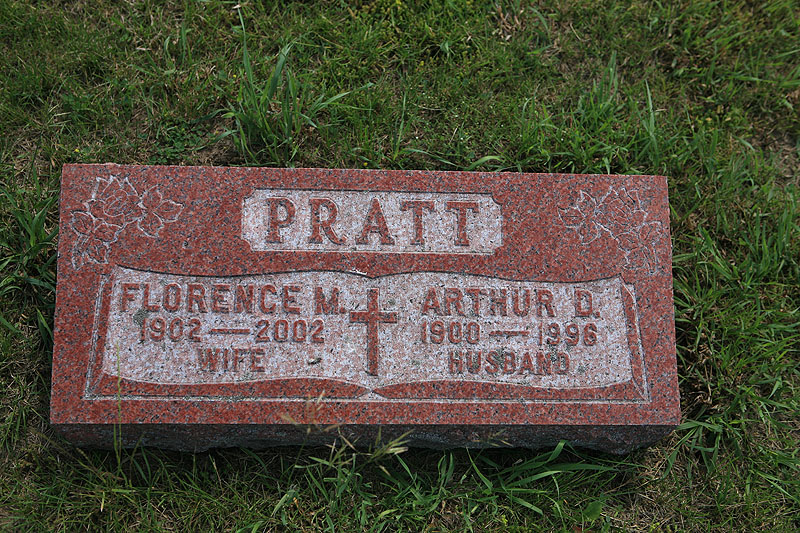 PRATT
FLORENCE M.
1902 — 2002
WIFE
ARTHUR D.
1900 — 1996
HUSBAND